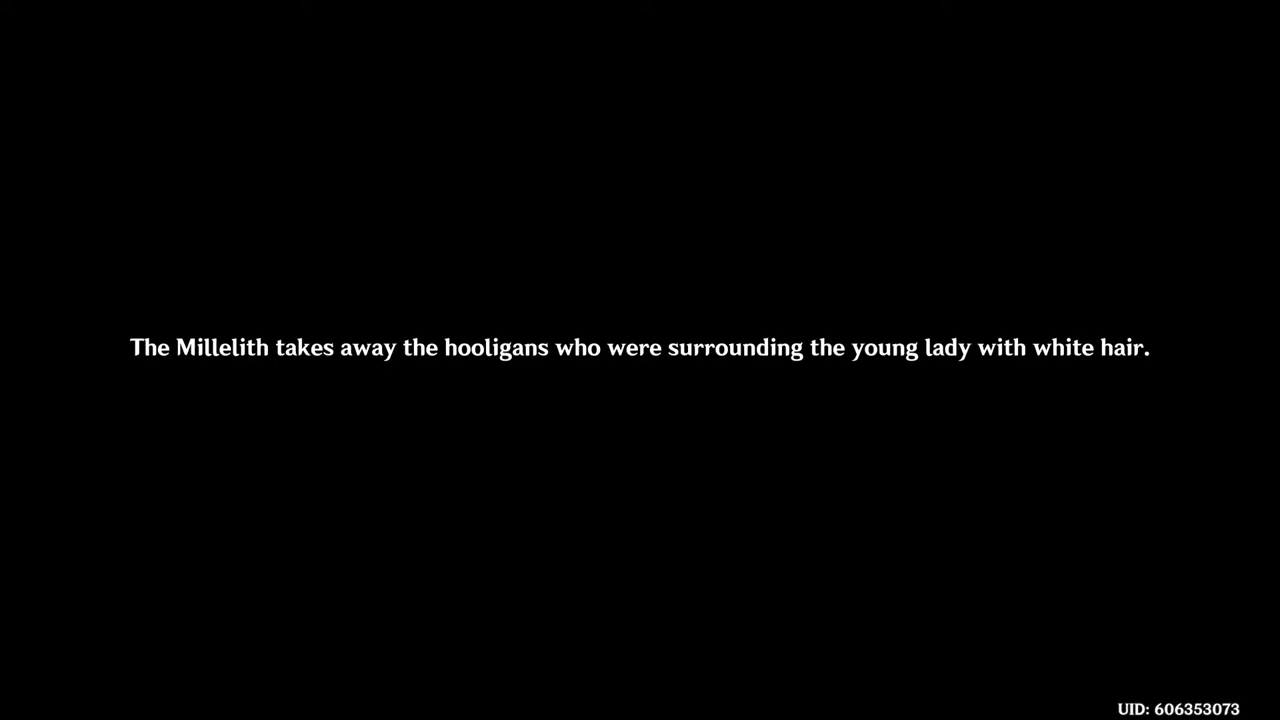 The Millelith takes away the hooligans who were surrounding the young lady with white hair.
UID: 606353073